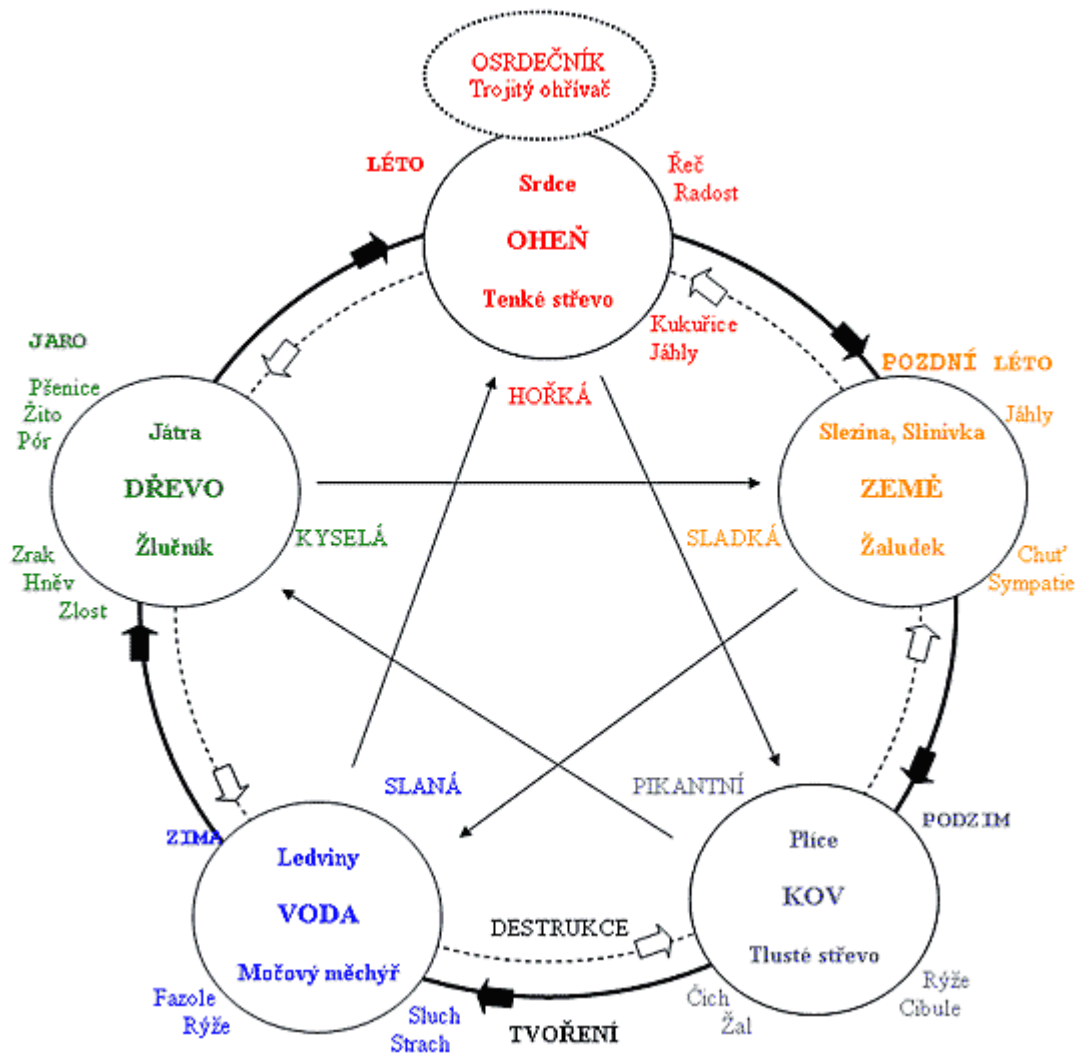 OSRDEČNÍK
Trojitý ohřívač
LÉTO
Řeč
Radost
Srdce
OHEŇ
Tenké střevo
Kukuřice
Jáhly
HOŘKÁ
JARO
Pšenice
Žito
Pór
Játra
DŘEVO
Žlučník
KYSELÁ
Zrak
Hněv
Zlost
POZDNÍ LÉTO
Jáhly
Slezina, Slinivka
ZEMĚ
Žaludek
SLADKÁ
Chuť
Sympatie
SLANÁ
ZIMA
Ledviny
VODA
Močový měchýř
Fazole
Rýže
Sluch
Strach
PIKANTNÍ
PODZIM
Plíce
KOV
Tlusté střevo
Čich
Žal
Rýže
Cibule
DESTRUKCE
TVOŘENÍ